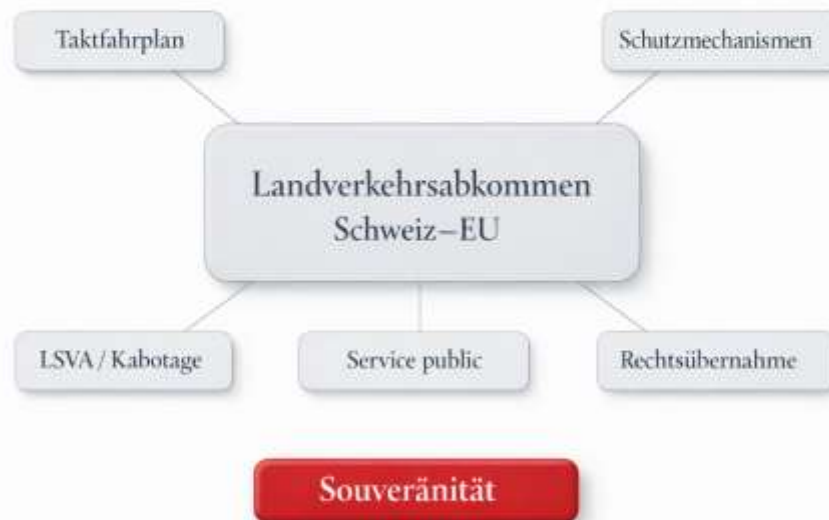 Taktfahrplan
Schutzmechanismen
Landverkehrsabkommen
Schweiz–EU
LSVA / Kabotage
Service public
Rechtsübernahme
Souveränität